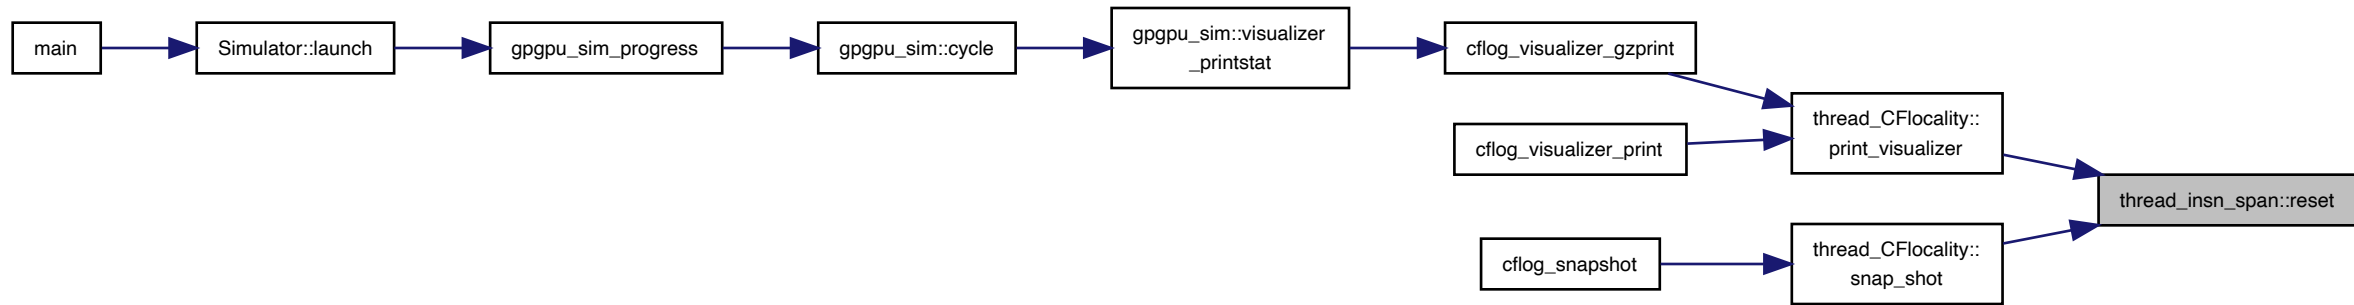 main
Simulator::launch
gpgpu_sim_progress
gpgpu_sim::cycle
gpgpu_sim::visualizer
_printstat
cflog_visualizer_gzprint
cflog_visualizer_print
thread_CFlocality::
print_visualizer
thread_insn_span::reset
cflog_snapshot
thread_CFlocality::
snap_shot